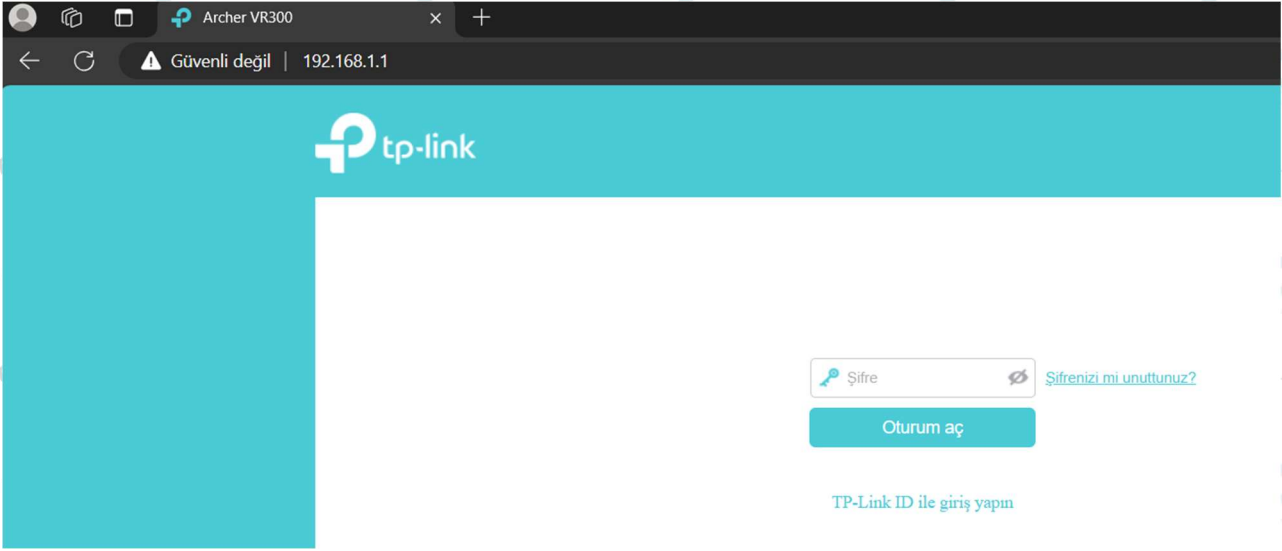 Archer VR300
Güvenli değil | 192.168.1.1
tp-link
Şifre
Şifrenizi mi unuttunuz?
Oturum aç
TP-Link ID ile giriş yapın